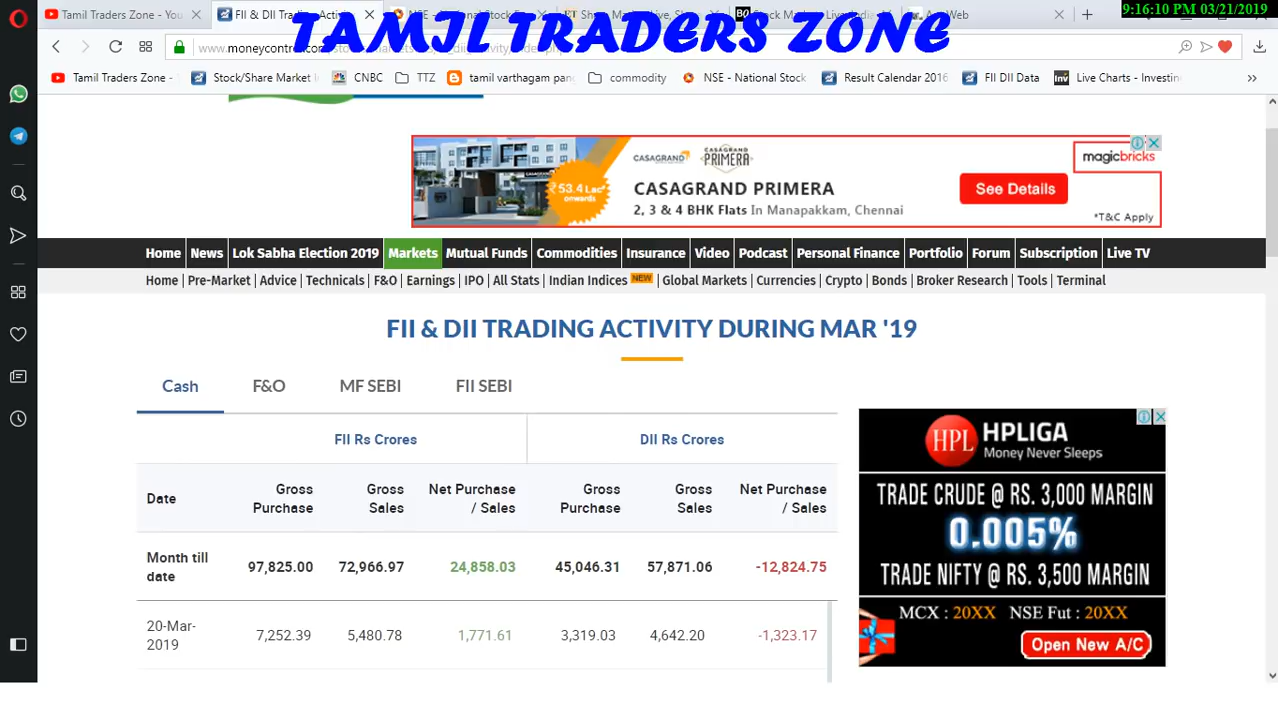 Tamil Traders Zone - You
FII & DII Trading Activi
NSE - National Stock Ex
Web
TAMIL TRADERS ZONE
9:16:10 PM 03/21/2019
www.moneycontrol.com
Tamil Traders Zone -
Stock/Share Market I
CNBC
TTZ
tamil varthagam pan
commodity
NSE - National Stock
Result Calendar 2016
FII DII Data
Inv
Live Charts - Investin
»
CASAGRAND
CASAGRAND
PRIMERA
magicbricks
₹53.4 Lac*
onwards
CASAGRAND PRIMERA
2, 3 & 4 BHK Flats In Manapakkam, Chennai
See Details
*T&C Apply
Home News Lok Sabha Election 2019 Markets Mutual Funds Commodities Insurance Video Podcast Personal Finance Portfolio Forum Subscription Live TV
Home | Pre-Market | Advice | Technicals | F&O | Earnings | IPO | All Stats | Indian Indices NEW | Global Markets | Currencies | Crypto | Bonds | Broker Research | Tools | Terminal
FII & DII TRADING ACTIVITY DURING MAR '19
Cash F&O MF SEBI FII SEBI
FII Rs Crores DII Rs Crores
Date Gross Purchase Gross Sales Net Purchase / Sales Gross Purchase Gross Sales Net Purchase / Sales
Month till date 97,825.00 72,966.97 24,858.03 45,046.31 57,871.06 -12,824.75
20-Mar-2019 7,252.39 5,480.78 1,771.61 3,319.03 4,642.20 -1,323.17
HPL
HPLIGA
Money Never Sleeps
TRADE CRUDE @ RS. 3,000 MARGIN
0.005%
TRADE NIFTY @ RS. 3,500 MARGIN
MCX : 20XX NSE Fut : 20XX
Open New A/C